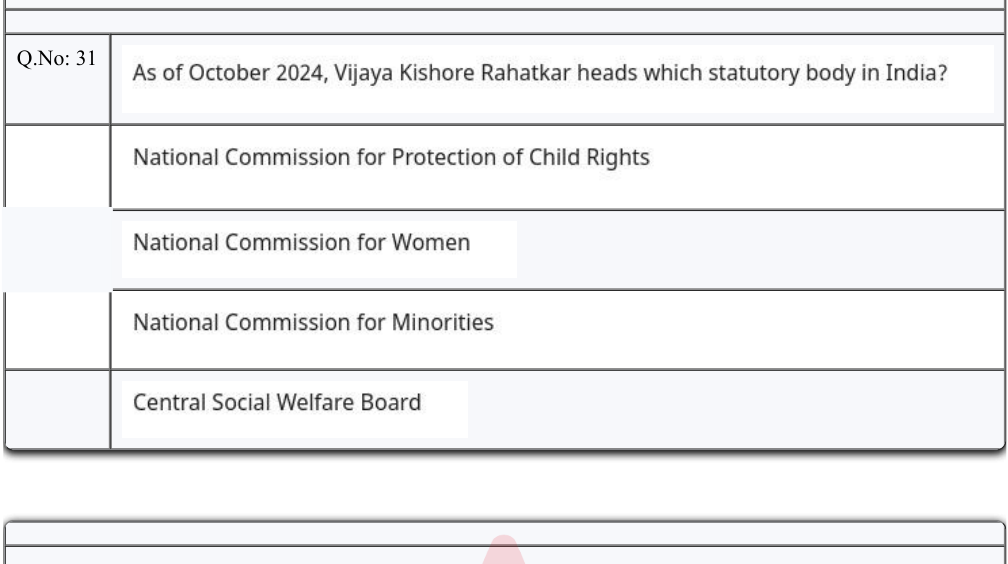 Q.No: 31
As of October 2024, Vijaya Kishore Rahatkar heads which statutory body in India?
National Commission for Protection of Child Rights
National Commission for Women
National Commission for Minorities
Central Social Welfare Board